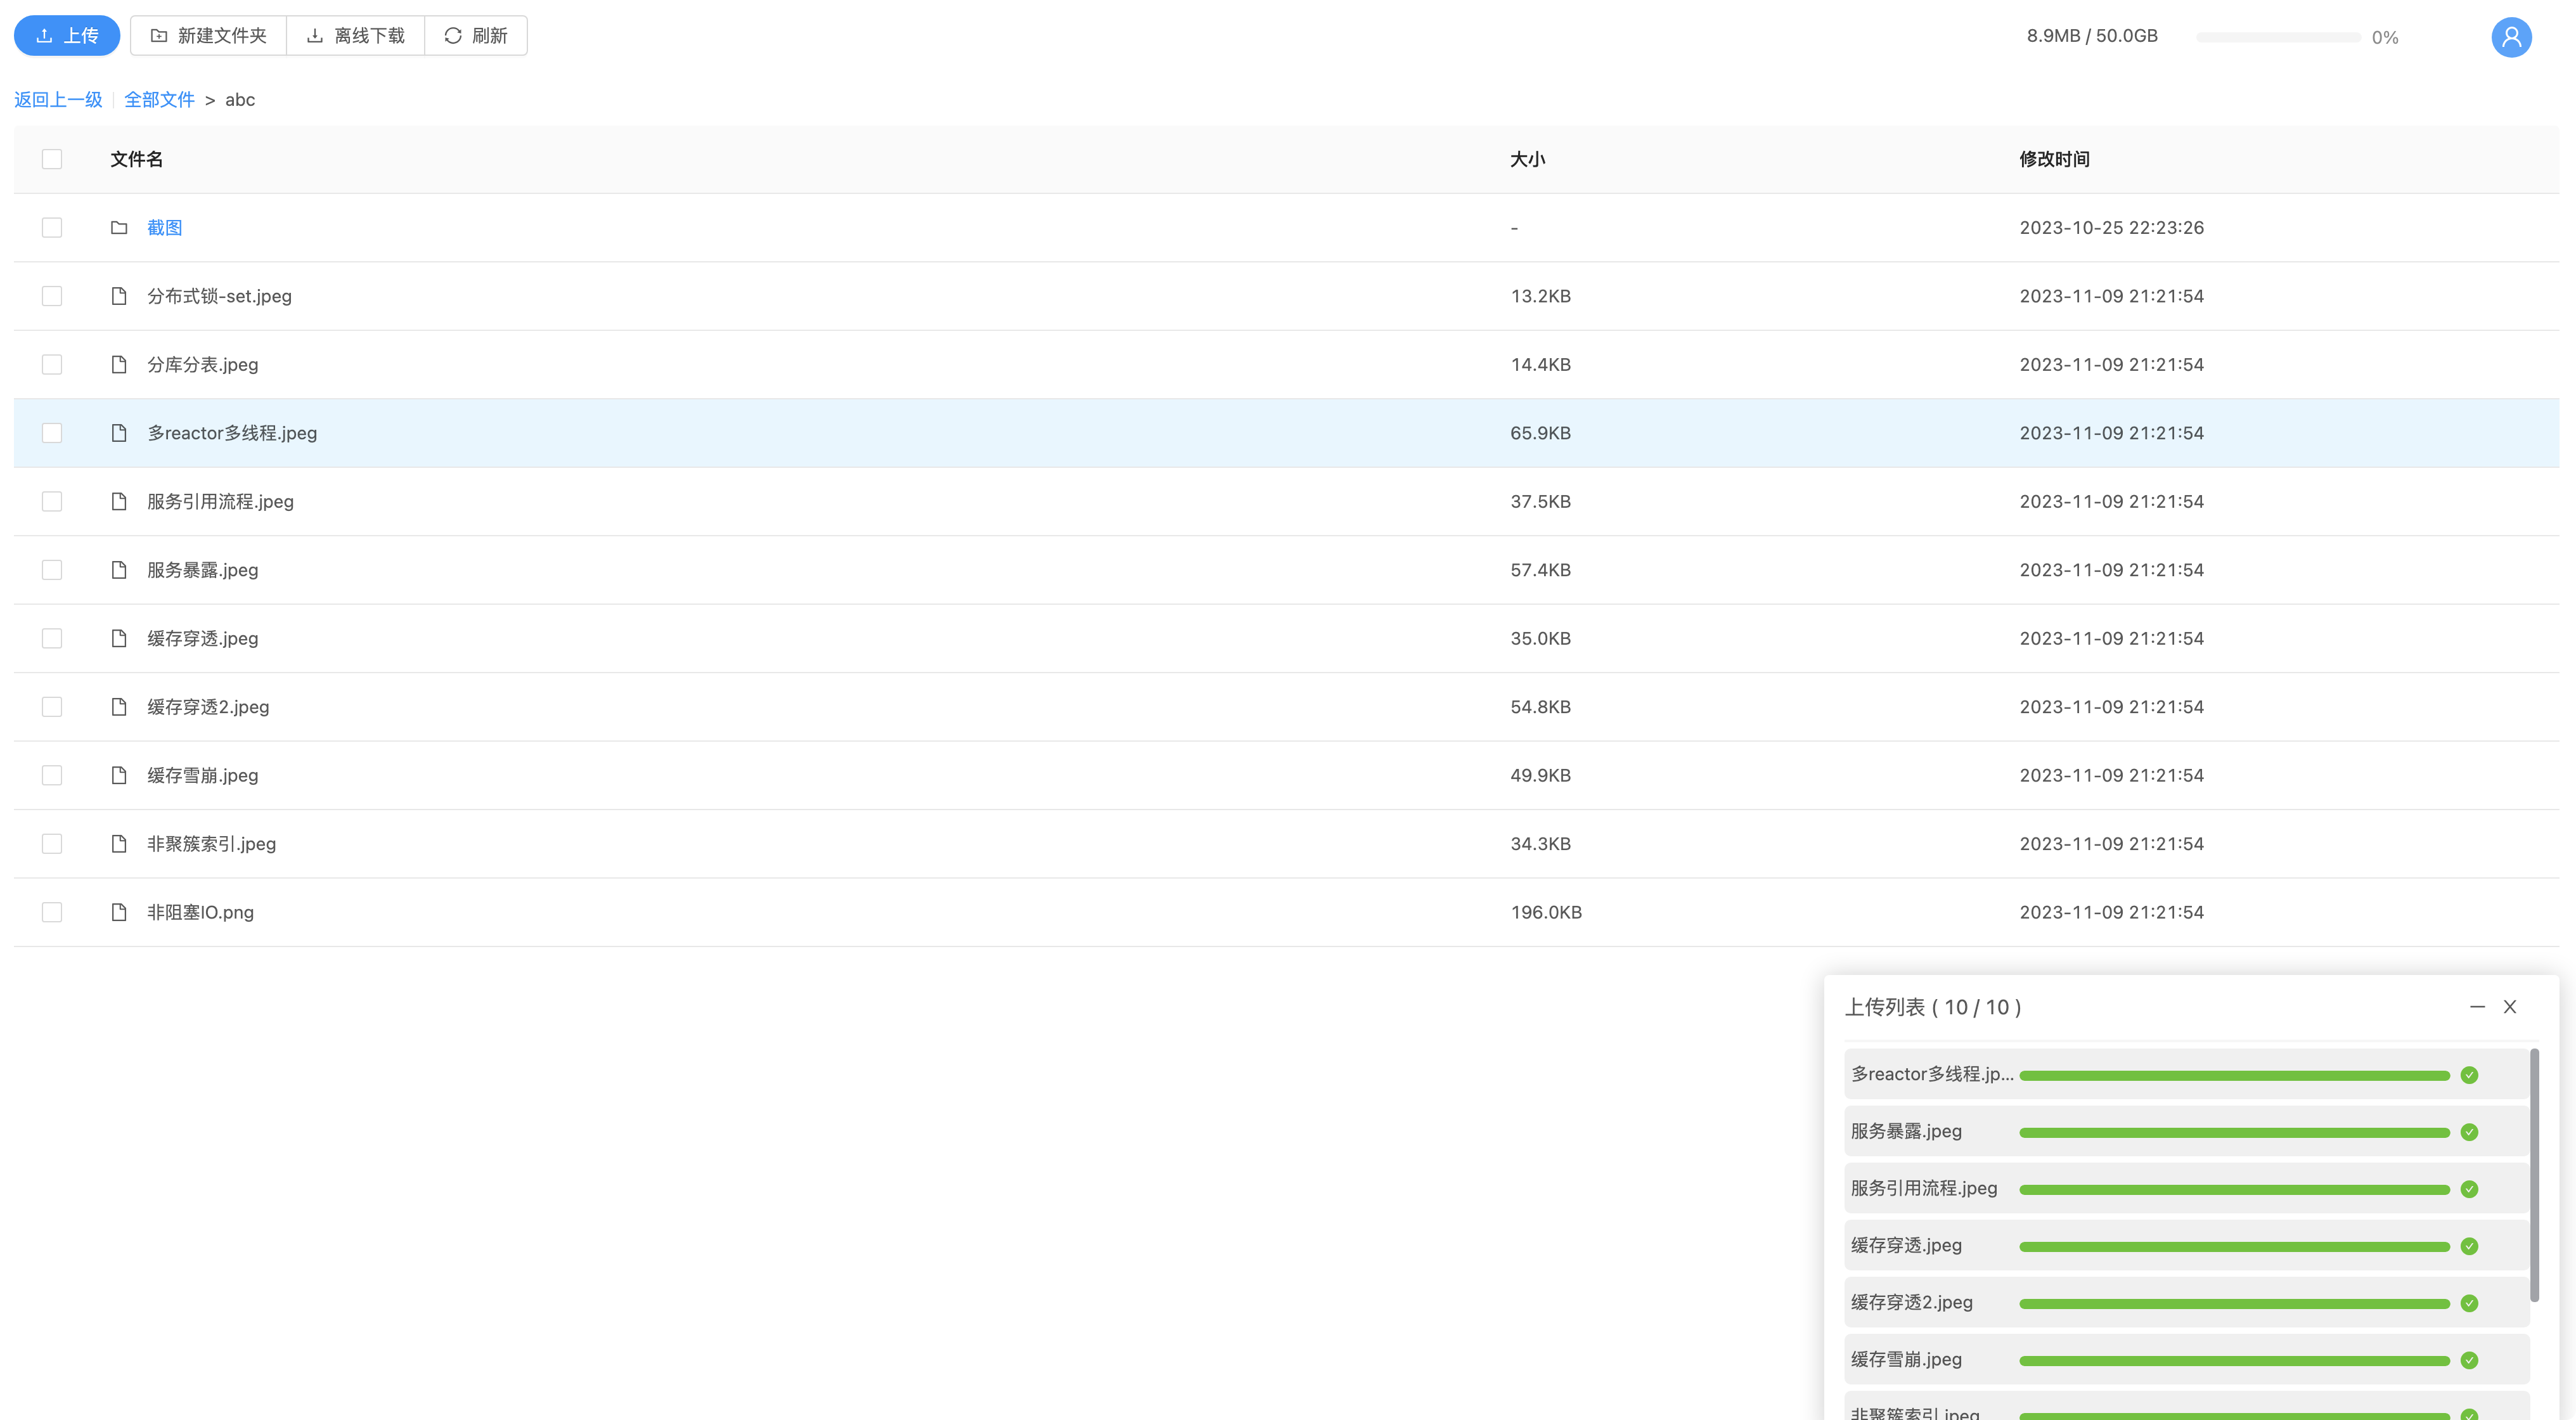 上传 新建文件夹 离线下载 刷新 8.9MB / 50.0GB 0%
返回上一级 全部文件 > abc
文件名 大小 修改时间
截图 - 2023-10-25 22:23:26
分布式锁-set.jpeg 13.2KB 2023-11-09 21:21:54
分库分表.jpeg 14.4KB 2023-11-09 21:21:54
多reactor多线程.jpeg 65.9KB 2023-11-09 21:21:54
服务引用流程.jpeg 37.5KB 2023-11-09 21:21:54
服务暴露.jpeg 57.4KB 2023-11-09 21:21:54
缓存穿透.jpeg 35.0KB 2023-11-09 21:21:54
缓存穿透2.jpeg 54.8KB 2023-11-09 21:21:54
缓存雪崩.jpeg 49.9KB 2023-11-09 21:21:54
非聚簇索引.jpeg 34.3KB 2023-11-09 21:21:54
非阻塞IO.png 196.0KB 2023-11-09 21:21:54
上传列表 ( 10 / 10 )
多reactor多线程.jp...
服务暴露.jpeg
服务引用流程.jpeg
缓存穿透.jpeg
缓存穿透2.jpeg
缓存雪崩.jpeg
非聚簇索引.jpeg